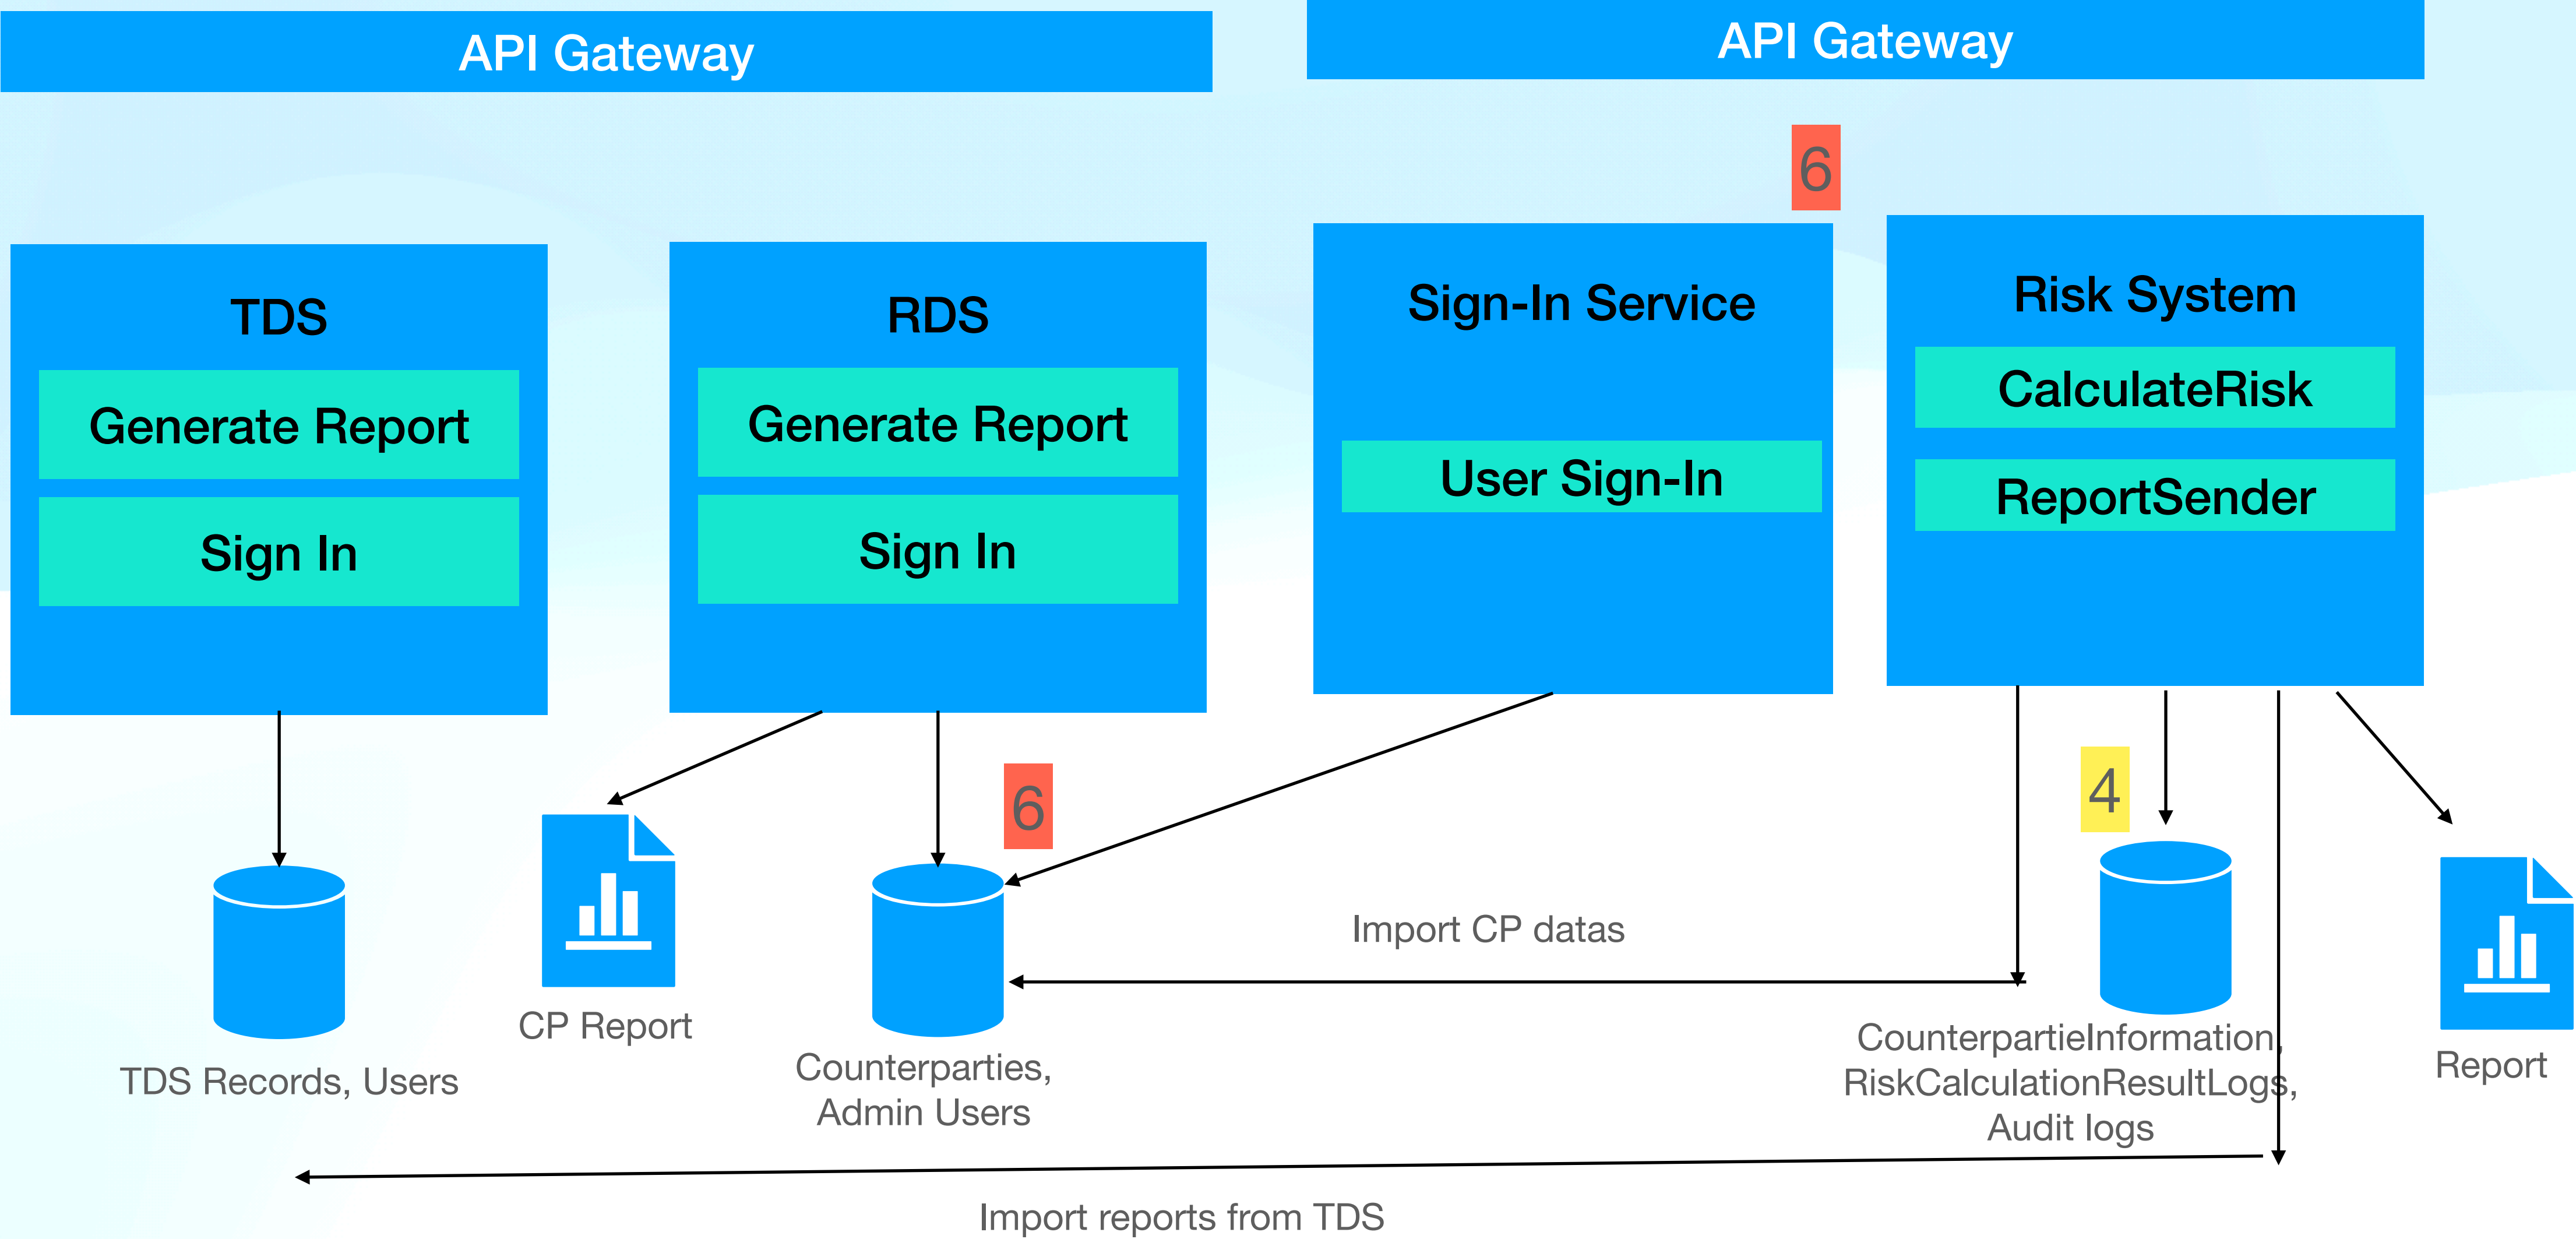 API Gateway
API Gateway
6
TDS
Generate Report
Sign In
RDS
Generate Report
Sign In
Sign-In Service
User Sign-In
Risk System
CalculateRisk
ReportSender
6
4
Import CP datas
CP Report
TDS Records, Users
Counterparties,
Admin Users
CounterpartieInformation,
RiskCalculationResultLogs,
Audit logs
Report
Import reports from TDS